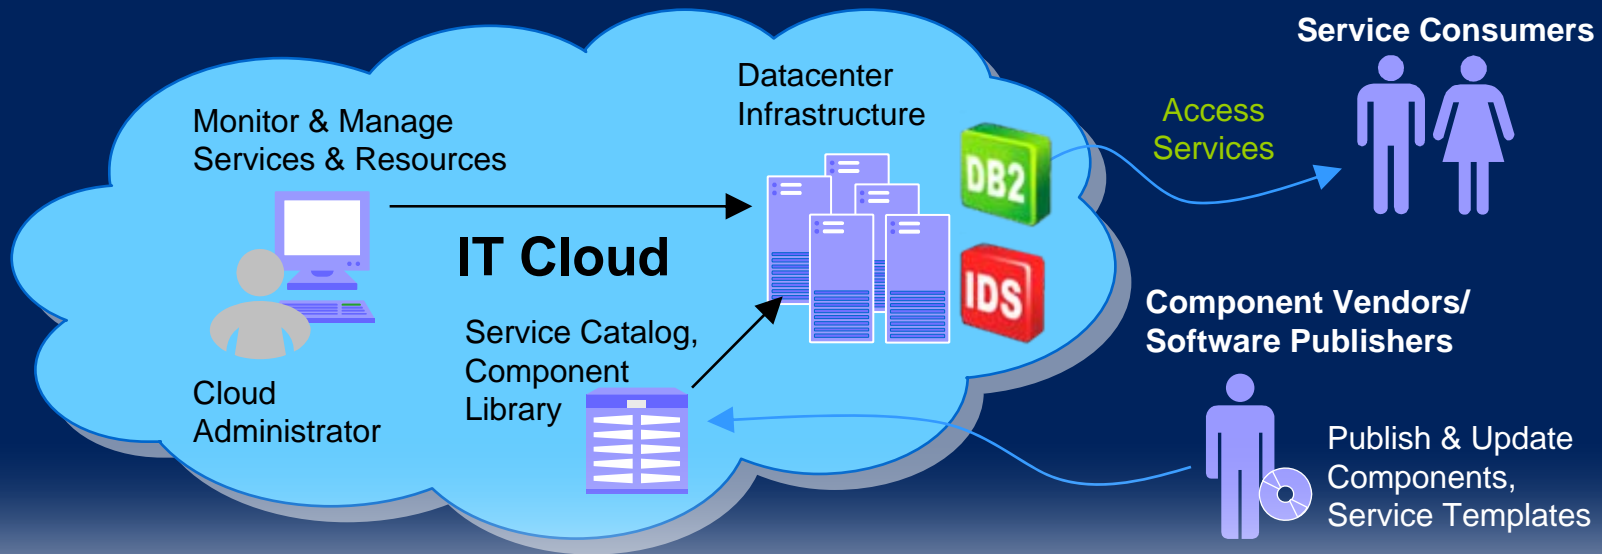 Service Consumers
Datacenter
Infrastructure
Access
Services
Monitor & Manage
Services & Resources
DB2
IT Cloud
IDS
Component Vendors/
Software Publishers
Service Catalog,
Component
Library
Cloud
Administrator
Publish & Update
Components,
Service Templates